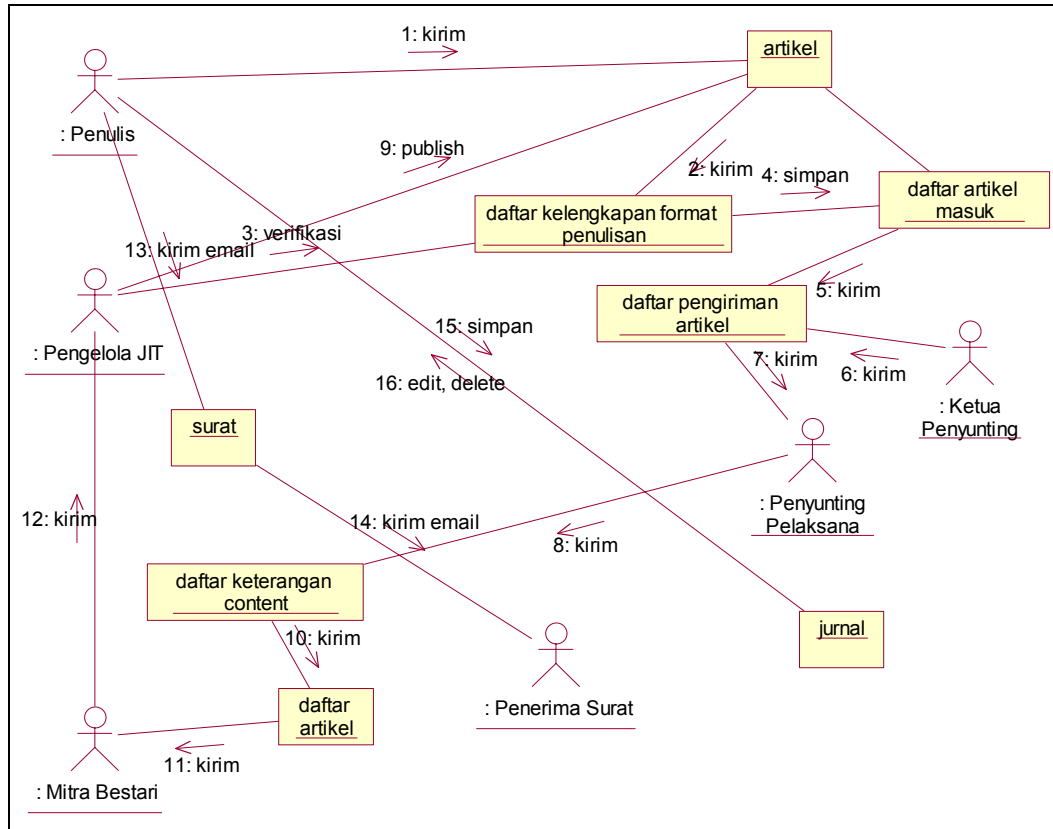 1: kirim
artikel
: Penulis
9: publish
2: kirim
4: simpan
daftar artikel
masuk
daftar kelengkapan format
penulisan
3: verifikasi
13: kirim email
5: kirim
daftar pengiriman
artikel
: Pengelola JIT
15: simpan
7: kirim
6: kirim
16: edit, delete
: Ketua
Penyunting
surat
: Penyunting
Pelaksana
12: kirim
14: kirim email
8: kirim
daftar keterangan
content
10: kirim
jurnal
daftar
artikel
: Penerima Surat
11: kirim
: Mitra Bestari